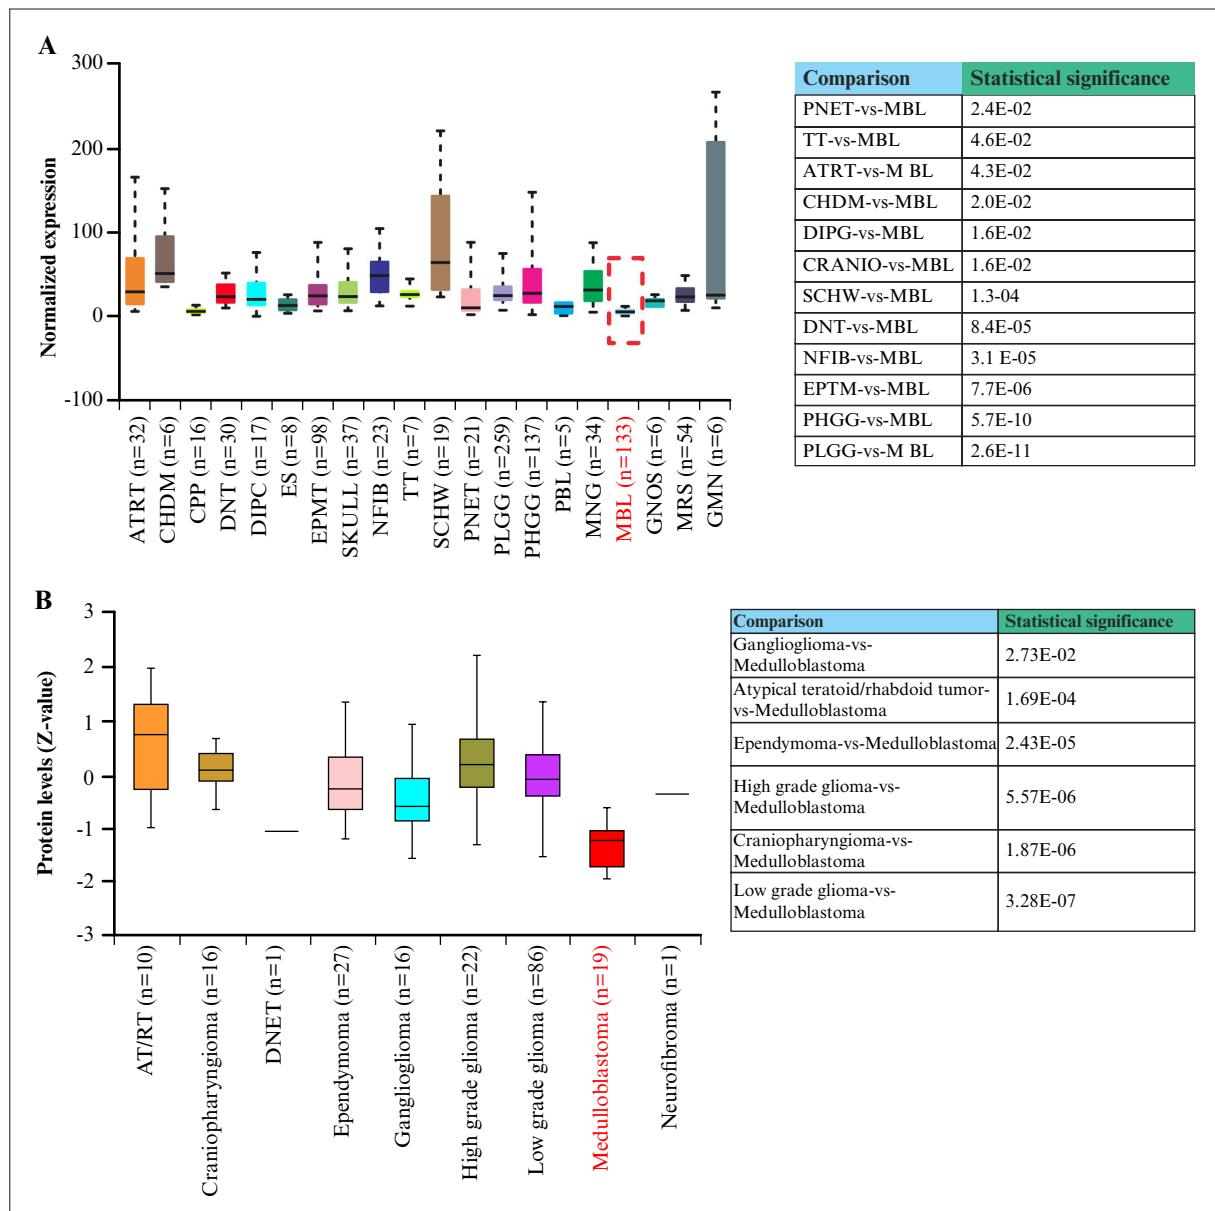 A
300
200
100
0
-100
Normalized expression
ATRT (n=32)
CHDM (n=6)
CPP (n=16)
DNT (n=30)
DIPC (n=17)
ES (n=8)
EPMT (n=98)
SKULL (n=37)
NFIB (n=23)
TT (n=7)
SCHW (n=19)
PNET (n=21)
PLGG (n=259)
PHGG (n=137)
PBL (n=5)
MNG (n=34)
MBL (n=133)
GNOS (n=6)
MRS (n=54)
GMN (n=6)
Comparison Statistical significance
PNET-vs-MBL 2.4E-02
TT-vs-MBL 4.6E-02
ATRT-vs-M BL 4.3E-02
CHDM-vs-MBL 2.0E-02
DIPG-vs-MBL 1.6E-02
CRANIO-vs-MBL 1.6E-02
SCHW-vs-MBL 1.3-04
DNT-vs-MBL 8.4E-05
NFIB-vs-MBL 3.1 E-05
EPTM-vs-MBL 7.7E-06
PHGG-vs-MBL 5.7E-10
PLGG-vs-M BL 2.6E-11
B
3
2
1
0
-1
-2
-3
Protein levels (Z-value)
AT/RT (n=10)
Craniopharyngioma (n=16)
DNET (n=1)
Ependymoma (n=27)
Ganglioglioma (n=16)
High grade glioma (n=22)
Low grade glioma (n=86)
Medulloblastoma (n=19)
Neurofibroma (n=1)
Comparison Statistical significance
Ganglioglioma-vs-
Medulloblastoma 2.73E-02
Atypical teratoid/rhabdoid tumor-
vs-Medulloblastoma 1.69E-04
Ependymoma-vs-Medulloblastoma 2.43E-05
High grade glioma-vs-
Medulloblastoma 5.57E-06
Craniopharyngioma-vs-
Medulloblastoma 1.87E-06
Low grade glioma-vs-
Medulloblastoma 3.28E-07